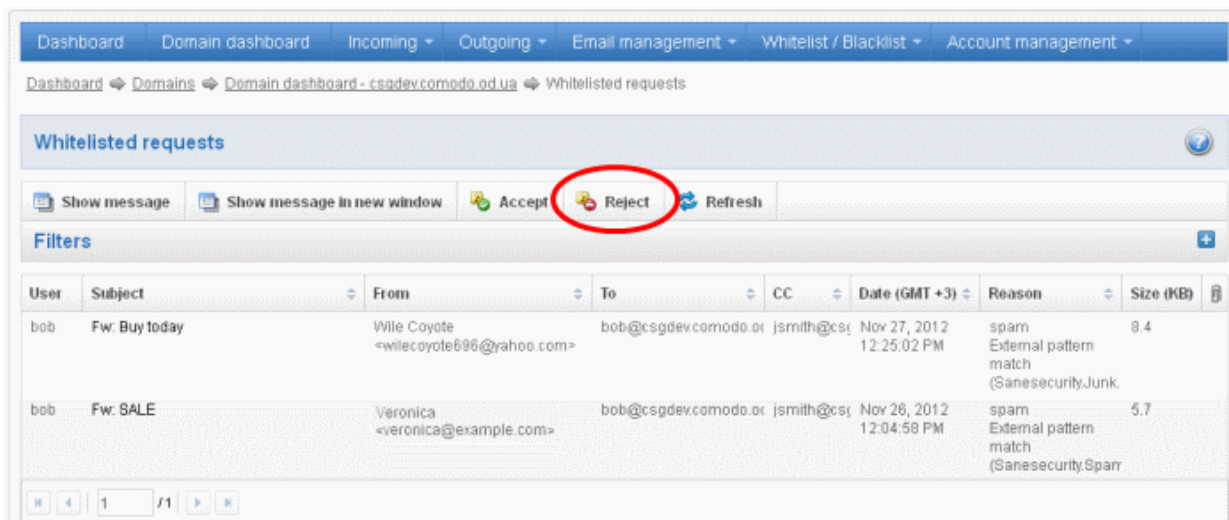 Dashboard Domain dashboard Incoming Outgoing Email management Whitelist / Blacklist Account management
Dashboard Domains Domain dashboard - csgdev.comodo.od.ua Whitelisted requests
Whitelisted requests
Show message Show message in new window Accept Reject Refresh
Filters
User Subject From To CC Date (GMT +3) Reason Size (KB)
bob Fw: Buy today Wile Coyote bob@csgdev.comodo.o jsmith@cs Nov 27, 2012 spam 8.4
<wilecoyote696@yahoo.com> 12:25:02 PM External pattern
match
(Sanesecurity.Junk.
bob Fw: SALE Veronica bob@csgdev.comodo.o jsmith@cs Nov 26, 2012 spam 5.7
<veronica@example.com> 12:04:58 PM External pattern
match
(Sanesecurity.Spam
1 /1